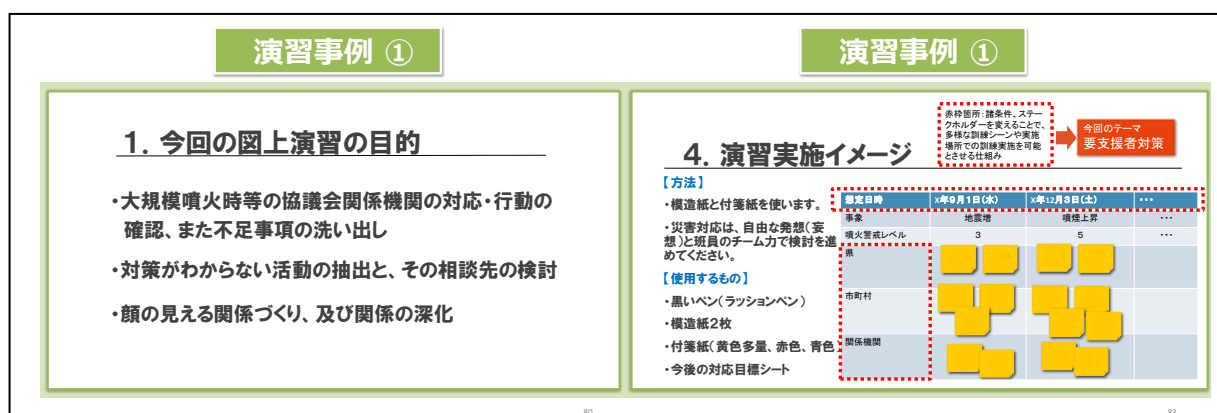 演習事例 ①
1. 今回の図上演習の目的
・大規模噴火時等の協議会関係機関の対応・行動の
確認、また不足事項の洗い出し
・対策がわからない活動の抽出と、その相談先の検討
・顔の見える関係づくり、及び関係の深化
80
演習事例 ①
赤枠箇所：諸条件、ステー
クホルダーを変えることで、
多様な訓練シーンや実施
場所での訓練実施を可能
とさせる仕組み
今回のテーマ
要支援者対策
4. 演習実施イメージ
【方法】
・模造紙と付箋紙を使います。
・災害対応は、自由な発想(妄
想)と班員のチーム力で検討を進
めてください。
【使用するもの】
・黒いペン(ラッションペン)
・模造紙2枚
・付箋紙(黄色多量、赤色、青色)
・今後の対応目標シート
想定日時 X年9月1日(水) X年12月3日(土) ・・・
事象 地震増 噴煙上昇 ・・・
噴火警戒レベル 3 5 ・・・
県
市町村
関係機関
83